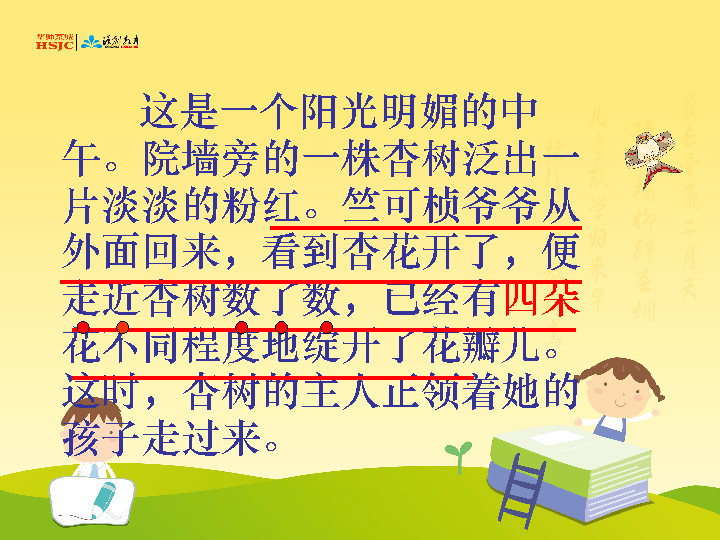 华师京城
HSJC
这是一个阳光明媚的中
午。院墙旁的一株杏树泛出一
片淡淡的粉红。竺可桢爷爷从
外面回来，看到杏花开了，便
走近杏树数了数，已经有四朵
花不同程度地绽开了花瓣儿。
这时，杏树的主人正领着她的
孩子走过来。